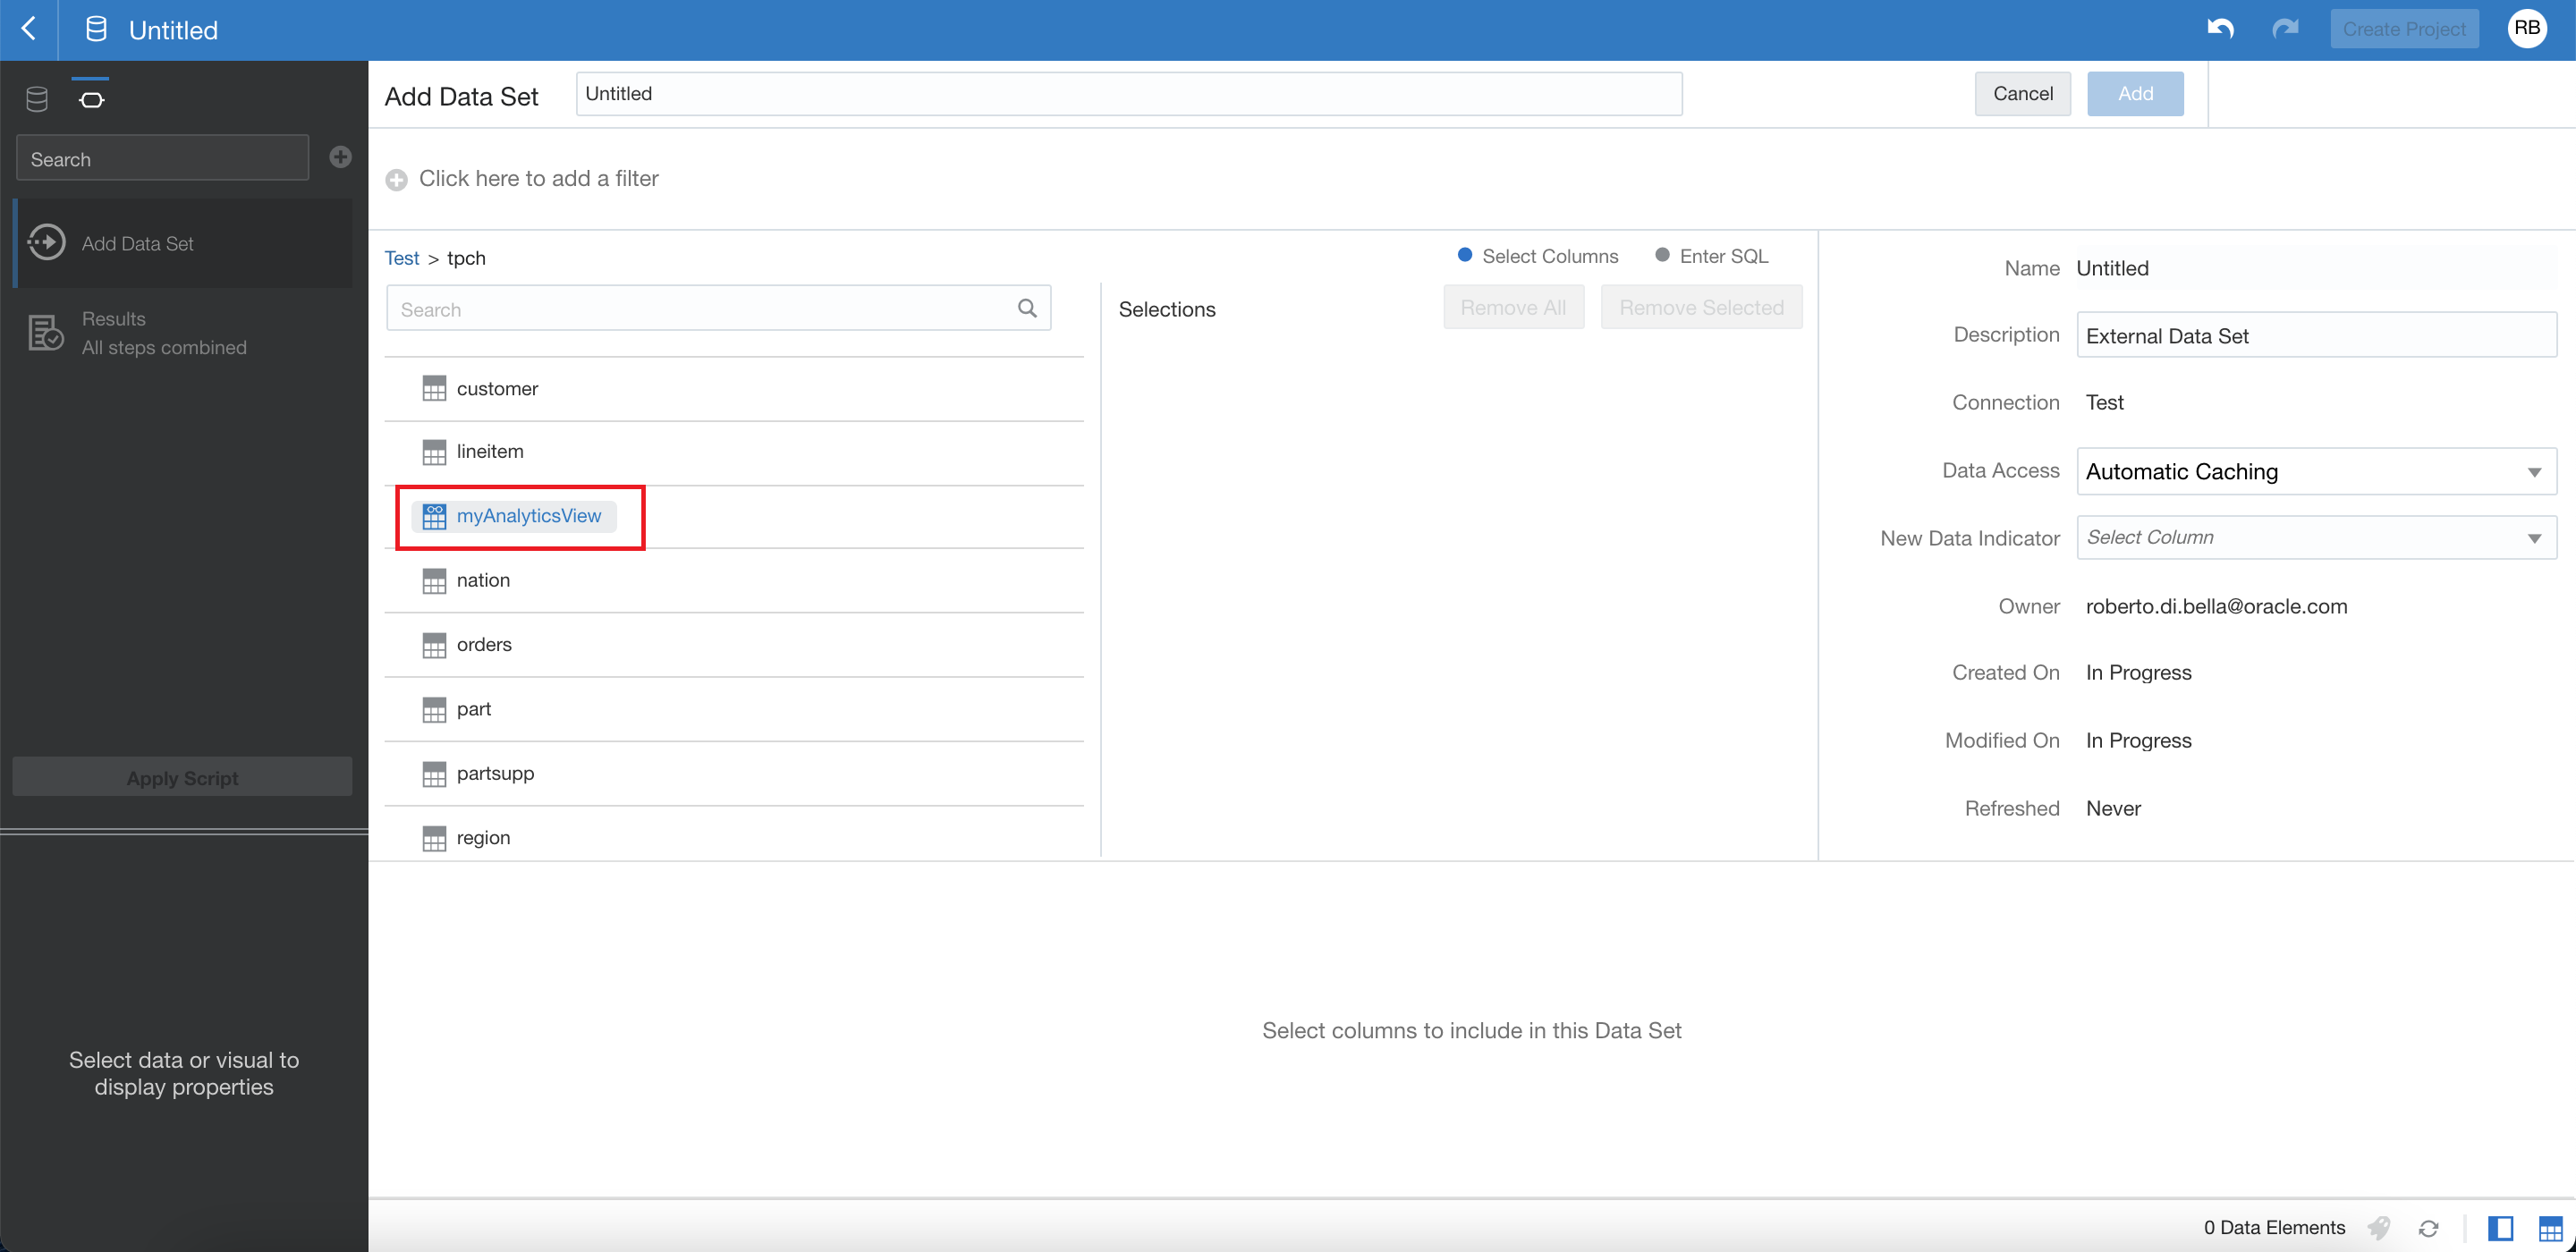 Untitled
Create Project
RB
Add Data Set
Untitled
Cancel
Add
Search
Click here to add a filter
Add Data Set
Results
All steps combined
Apply Script
Select data or visual to
display properties
Test > tpch
Select Columns
Enter SQL
Search
Selections
Remove All
Remove Selected
customer
lineitem
myAnalyticsView
nation
orders
part
partsupp
region
Name Untitled
Description External Data Set
Connection Test
Data Access Automatic Caching
New Data Indicator Select Column
Owner roberto.di.bella@oracle.com
Created On In Progress
Modified On In Progress
Refreshed Never
Select columns to include in this Data Set
0 Data Elements